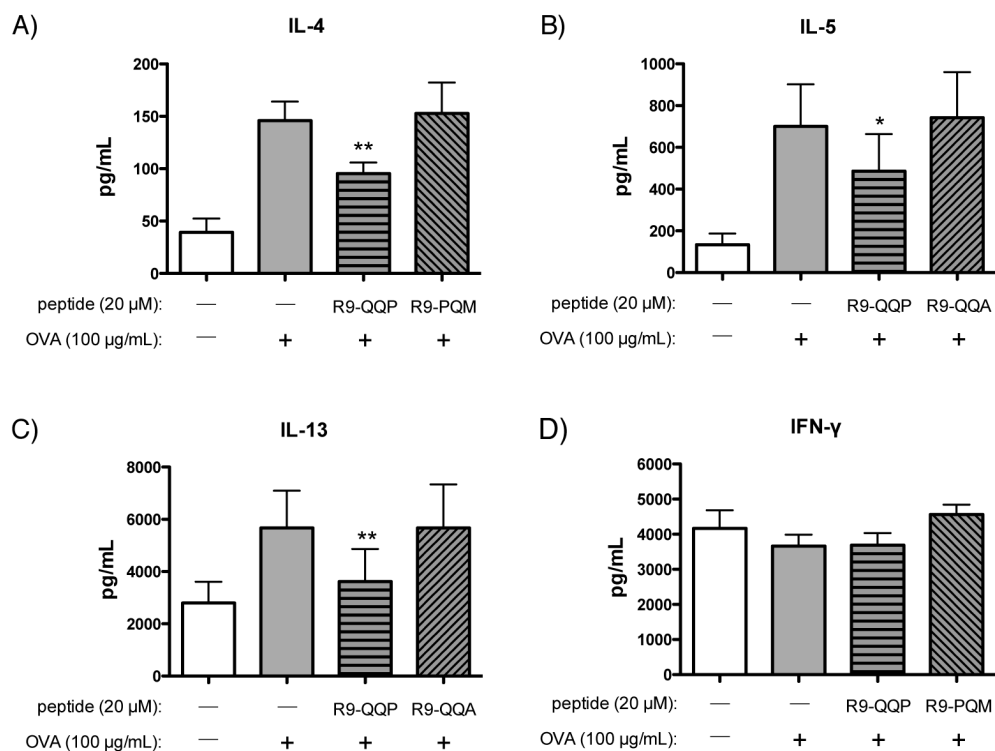 A)
IL-4
200
150
100
50
0
pg/mL
**
peptide (20 µM): — — R9-QQP R9-PQM
OVA (100 µg/mL): — + + +
B)
IL-5
1000
800
600
400
200
0
pg/mL
*
peptide (20 µM): — — R9-QQP R9-QQA
OVA (100 µg/mL): — + + +
C)
IL-13
8000
6000
4000
2000
0
pg/mL
**
peptide (20 µM): — — R9-QQP R9-QQA
OVA (100 µg/mL): — + + +
D)
IFN-γ
6000
5000
4000
3000
2000
1000
0
pg/mL
peptide (20 µM): — — R9-QQP R9-PQM
OVA (100 µg/mL): — + + +